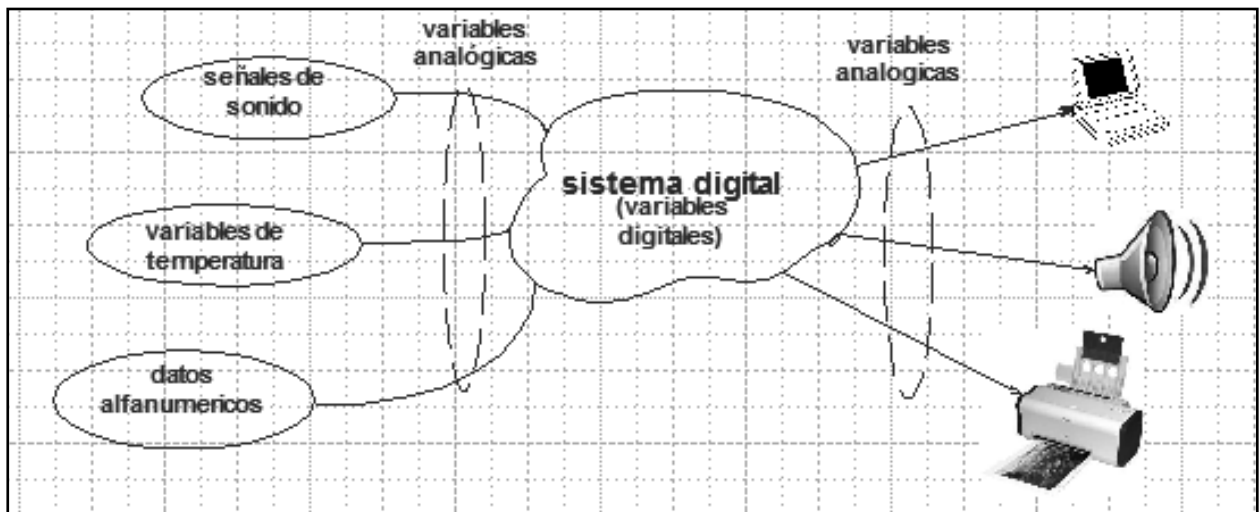 variables
analógicas
variables
analogicas
señales de
sonido
sistema digital
(variables
digitales)
variables de
temperatura
datos
alfanumericos